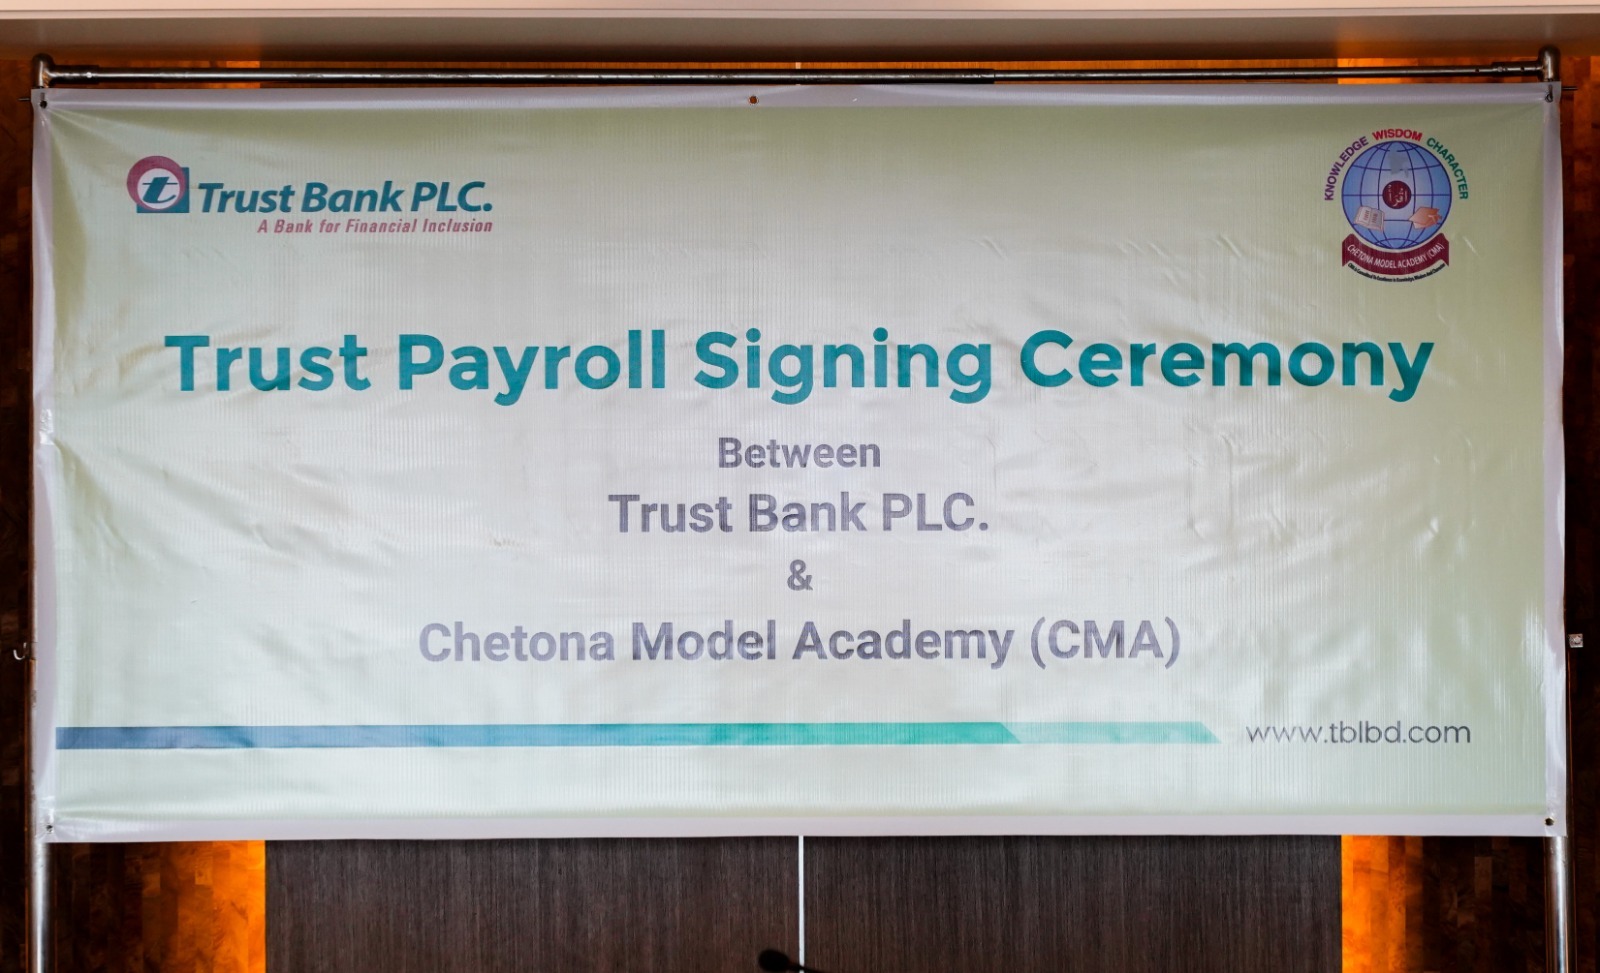 t Trust Bank PLC.
A Bank for Financial Inclusion
KNOWLEDGE WISDOM CHARACTER
اقرأ
CHETONA MODEL ACADEMY (CMA)
Trust Payroll Signing Ceremony
Between
Trust Bank PLC.
&
Chetona Model Academy (CMA)
www.tblbd.com